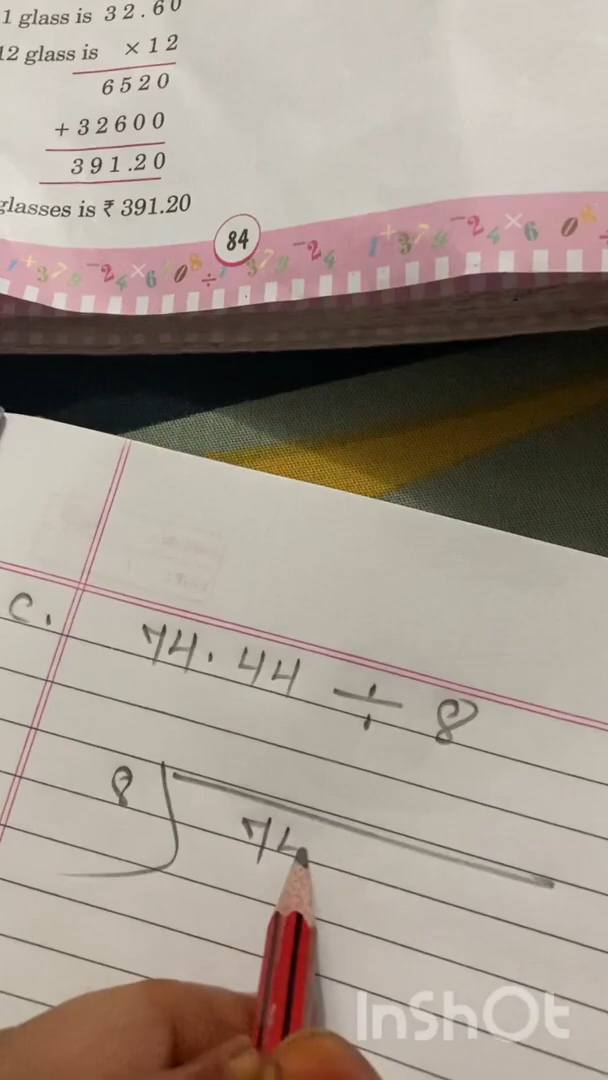 1 glass is 32.60
12 glass is × 12
6520
+ 32600
391.20
glasses is ₹ 391.20
84
c. 74.44 ÷ 8
8 74
InShOt